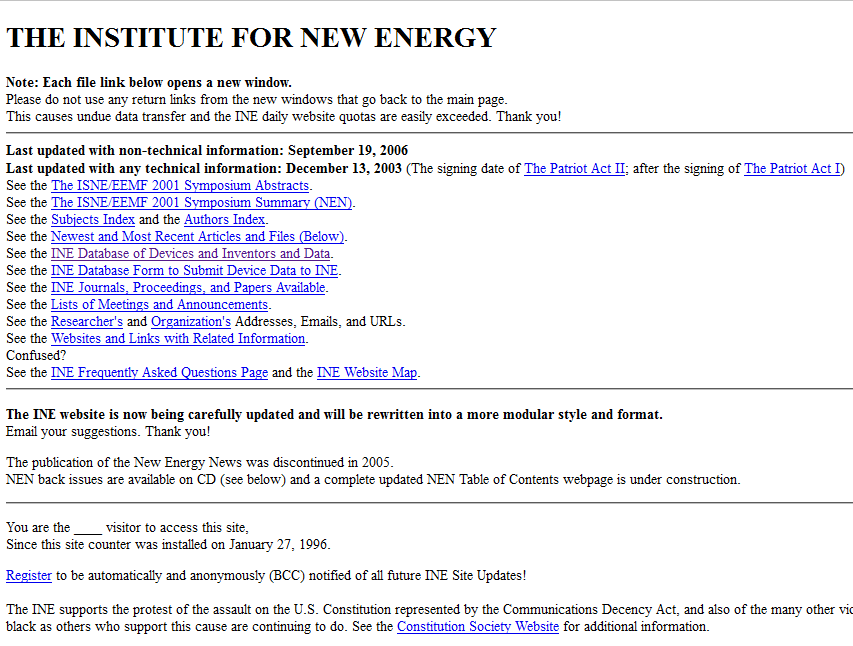 THE INSTITUTE FOR NEW ENERGY
Note: Each file link below opens a new window.
Please do not use any return links from the new windows that go back to the main page.
This causes undue data transfer and the INE daily website quotas are easily exceeded. Thank you!
Last updated with non-technical information: September 19, 2006
Last updated with any technical information: December 13, 2003 (The signing date of The Patriot Act II; after the signing of The Patriot Act I)
See the The ISNE/EEMF 2001 Symposium Abstracts.
See the The ISNE/EEMF 2001 Symposium Summary (NEN).
See the Subjects Index and the Authors Index.
See the Newest and Most Recent Articles and Files (Below).
See the INE Database of Devices and Inventors and Data.
See the INE Database Form to Submit Device Data to INE.
See the INE Journals, Proceedings, and Papers Available.
See the Lists of Meetings and Announcements.
See the Researcher's and Organization's Addresses, Emails, and URLs.
See the Websites and Links with Related Information.
Confused?
See the INE Frequently Asked Questions Page and the INE Website Map.
The INE website is now being carefully updated and will be rewritten into a more modular style and format.
Email your suggestions. Thank you!
The publication of the New Energy News was discontinued in 2005.
NEN back issues are available on CD (see below) and a complete updated NEN Table of Contents webpage is under construction.
You are the ____ visitor to access this site,
Since this site counter was installed on January 27, 1996.
Register to be automatically and anonymously (BCC) notified of all future INE Site Updates!
The INE supports the protest of the assault on the U.S. Constitution represented by the Communications Decency Act, and also of the many other
black as others who support this cause are continuing to do. See the Constitution Society Website for additional information.